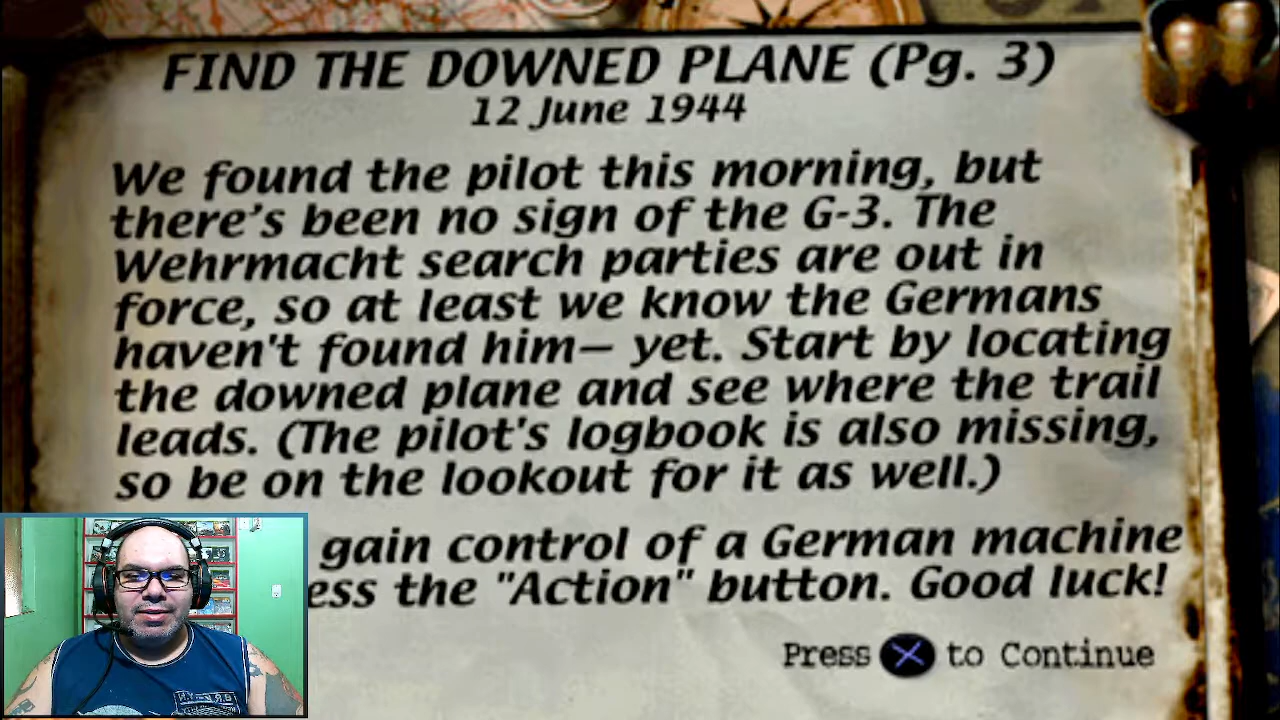 FIND THE DOWNED PLANE (Pg. 3)
12 June 1944
We found the pilot this morning, but
there's been no sign of the G-3. The
Wehrmacht search parties are out in
force, so at least we know the Germans
haven't found him— yet. Start by locating
the downed plane and see where the trail
leads. (The pilot's logbook is also missing,
so be on the lookout for it as well.)
gain control of a German machine
ess the "Action" button. Good luck!
Press X to Continue